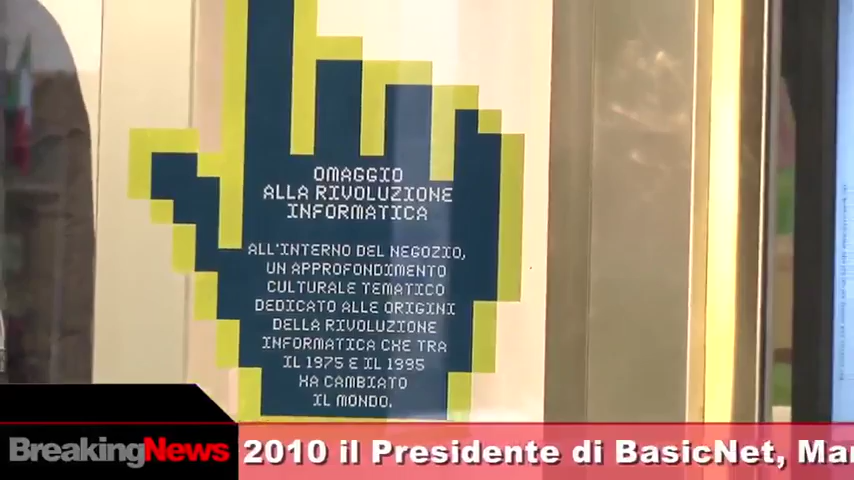 OMAGGIO
ALLA RIVOLUZIONE
INFORMATICA
ALL'INTERNO DEL NEGOZIO,
UN APPROFONDIMENTO
CULTURALE TEMATICO
DEDICATO ALLE ORIGINI
DELLA RIVOLUZIONE
INFORMATICA CHE TRA
IL 1975 E IL 1995
HA CAMBIATO
IL MONDO.
BreakingNews
2010 il Presidente di BasicNet, Mar